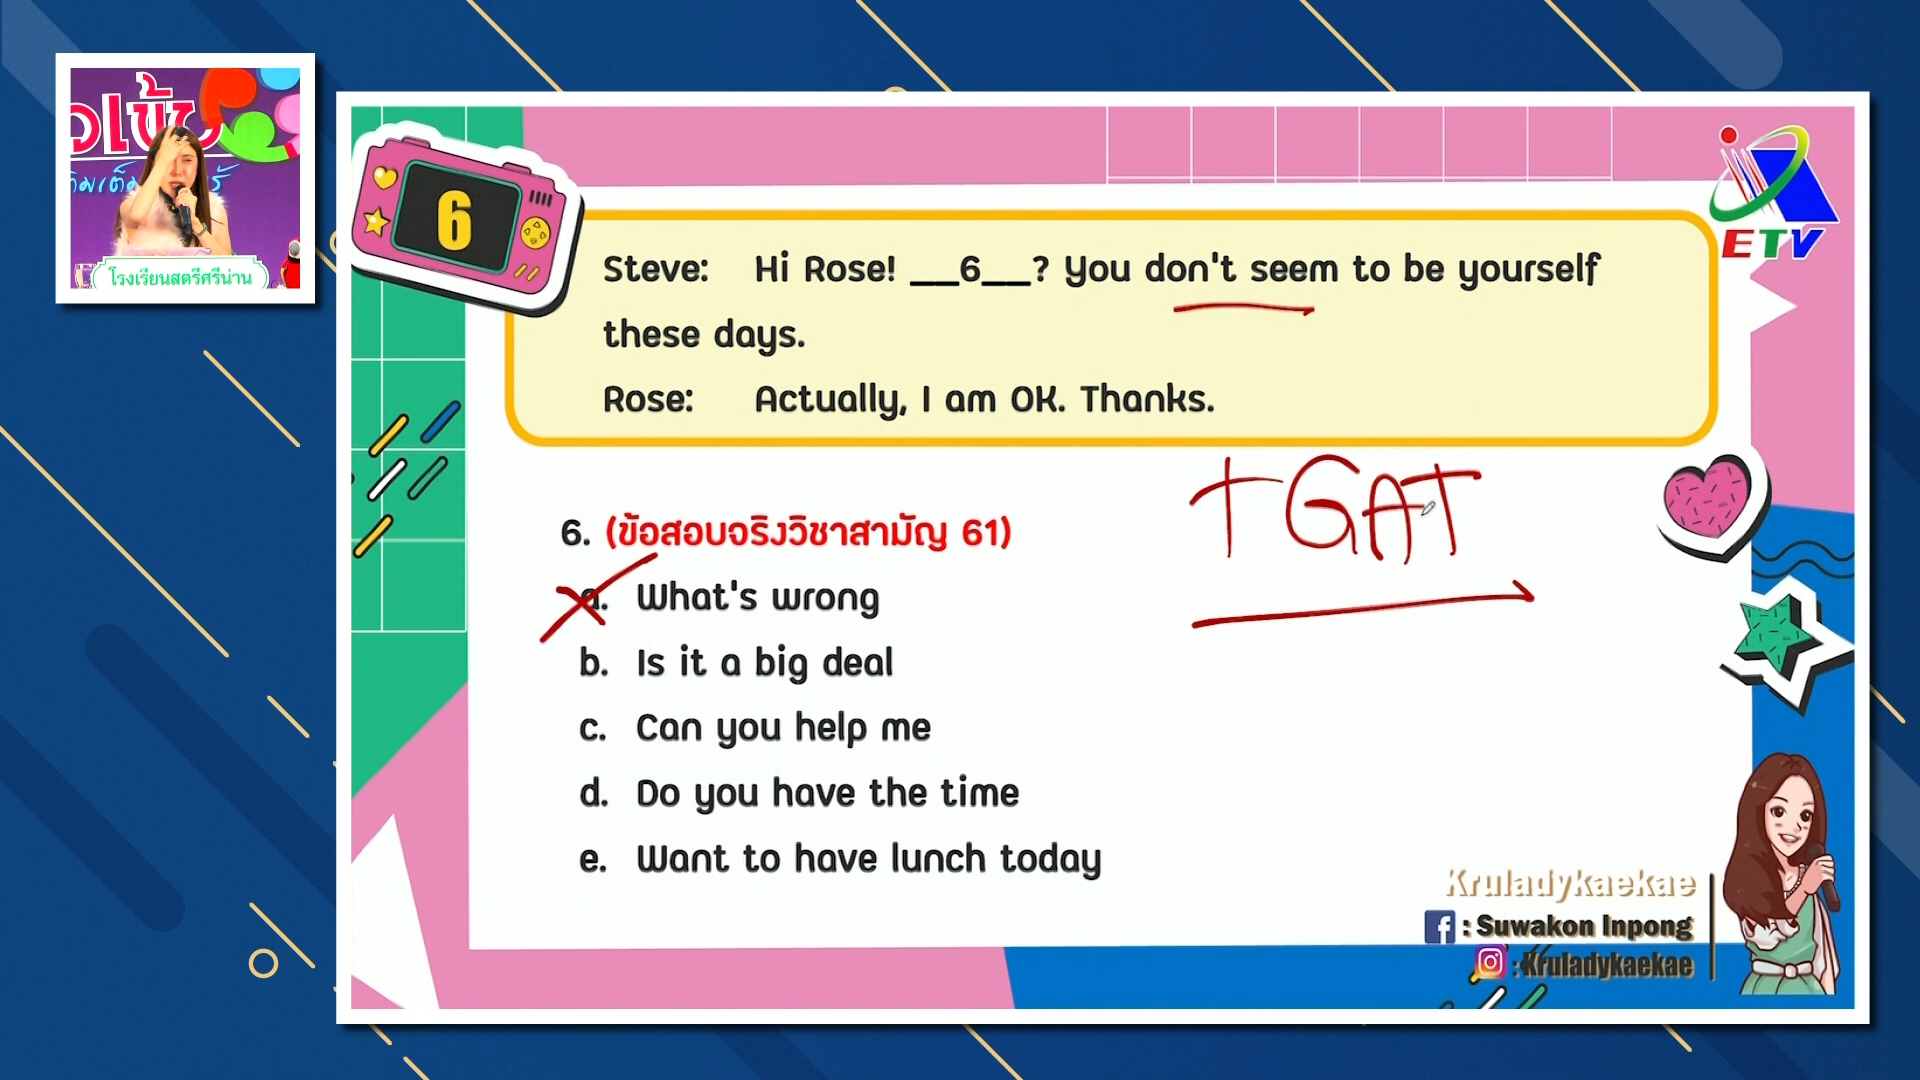 โรงเรียนสตรีศรีน่าน
6
ETV
Steve: Hi Rose! __6__? You don't seem to be yourself
these days.
Rose: Actually, I am OK. Thanks.
TGAT
6. (ข้อสอบจริงวิชาสามัญ 61)
a. What's wrong
b. Is it a big deal
c. Can you help me
d. Do you have the time
e. Want to have lunch today
Kruladykaekae
: Suwakon Inpong
: Kruladykaekae